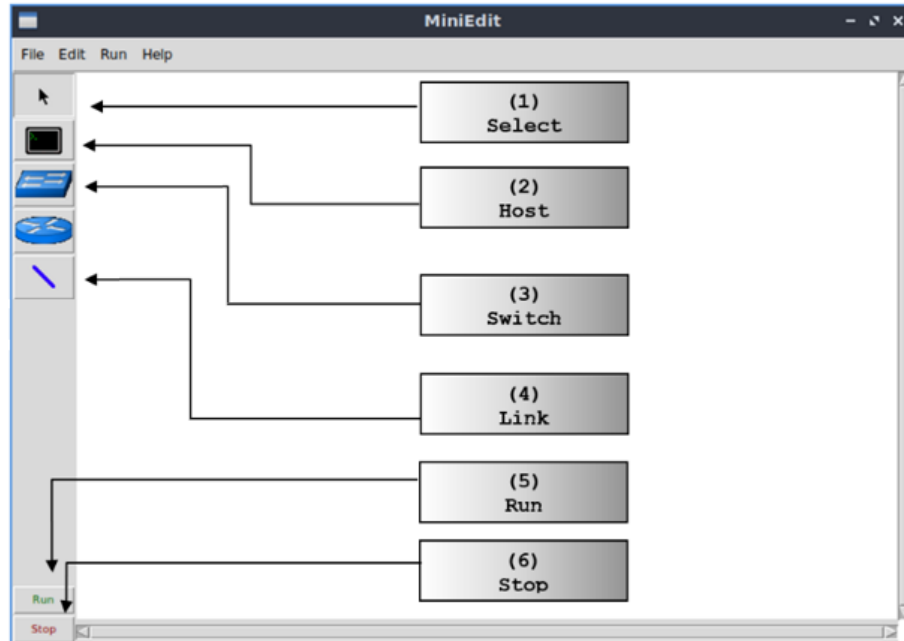 MiniEdit
File Edit Run Help
(1)
Select
(2)
Host
(3)
Switch
(4)
Link
(5)
Run
(6)
Stop
Run
Stop